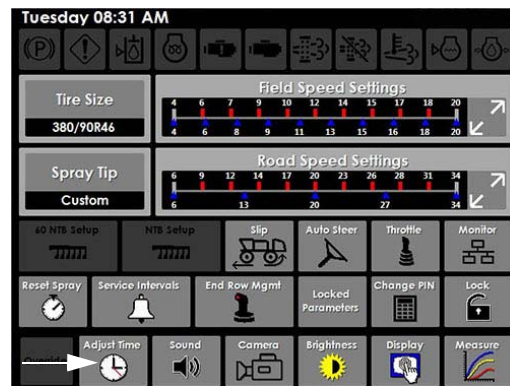 Tuesday 08:31 AM
Tire Size
380/90R46
Field Speed Settings
4 6 7 9 10 12 14 15 17 18 20
4 6 8 9 11 13 15 16 18 20
Spray Tip
Custom
Road Speed Settings
6 9 12 13 16 19 23 26 28 31 34
6 13 20 27 34
60 NTB Setup
NTB Setup
Slip
Auto Steer
Throttle
Monitor
Reset Spray
Service Intervals
End Row Mgmt
Locked
Parameters
Change PIN
Lock
Adjust Time
Sound
Camera
Brightness
Display
Measure